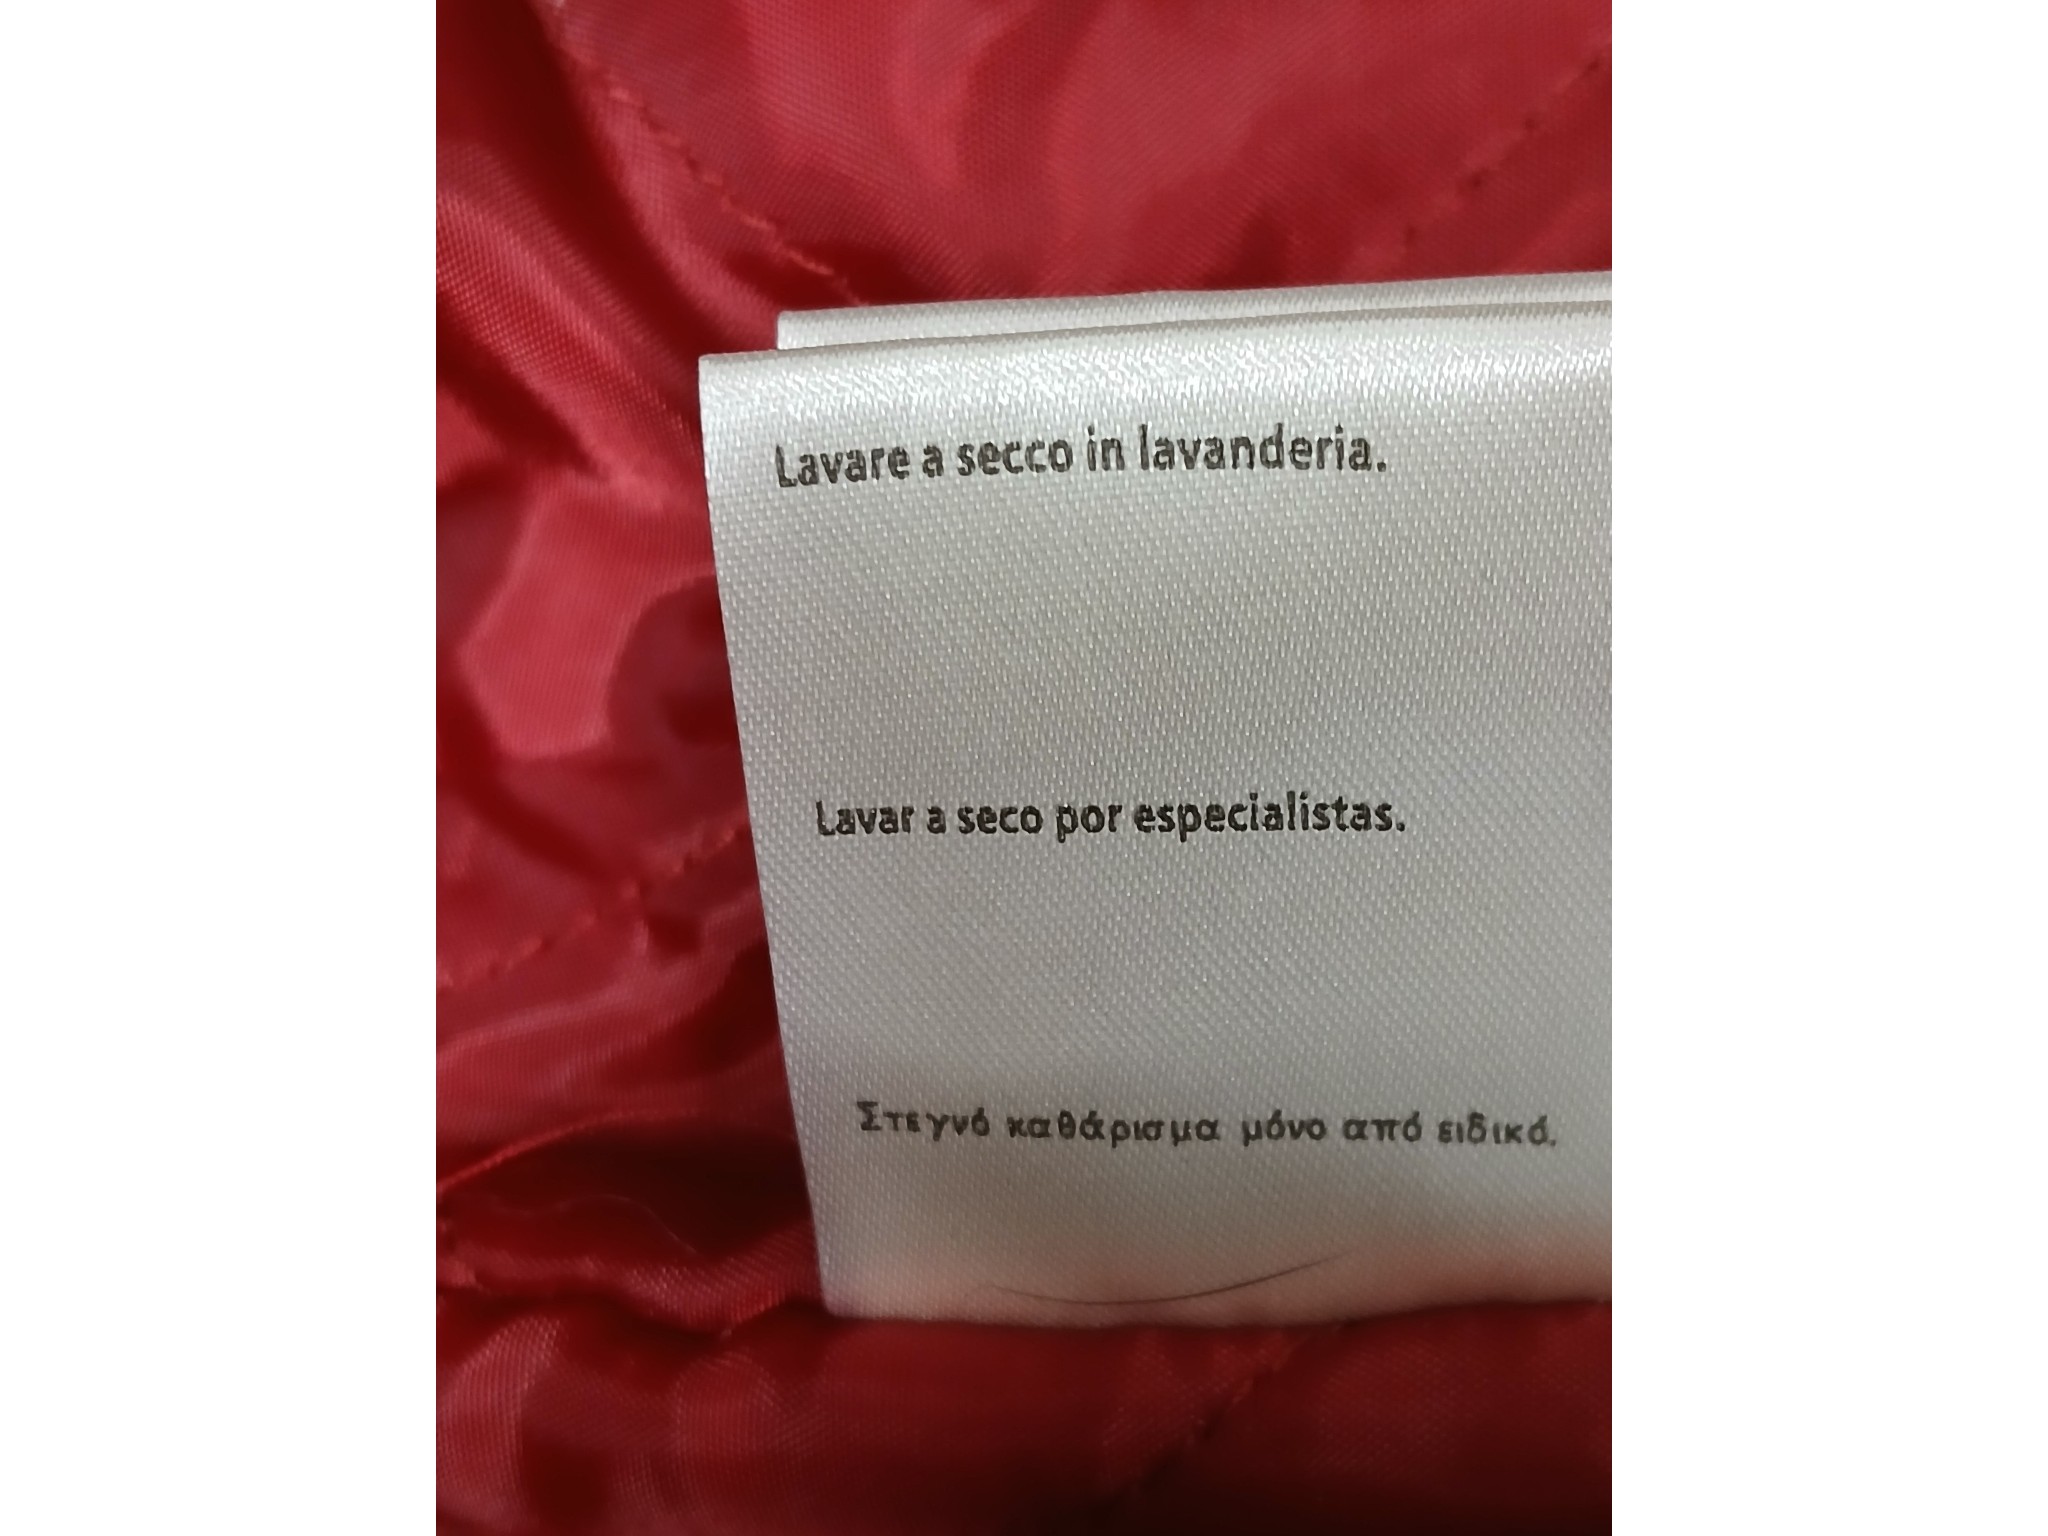 Lavare a secco in lavanderia.
Lavar a seco por especialistas.
Στεγνό καθάρισμα μόνο από ειδικό.